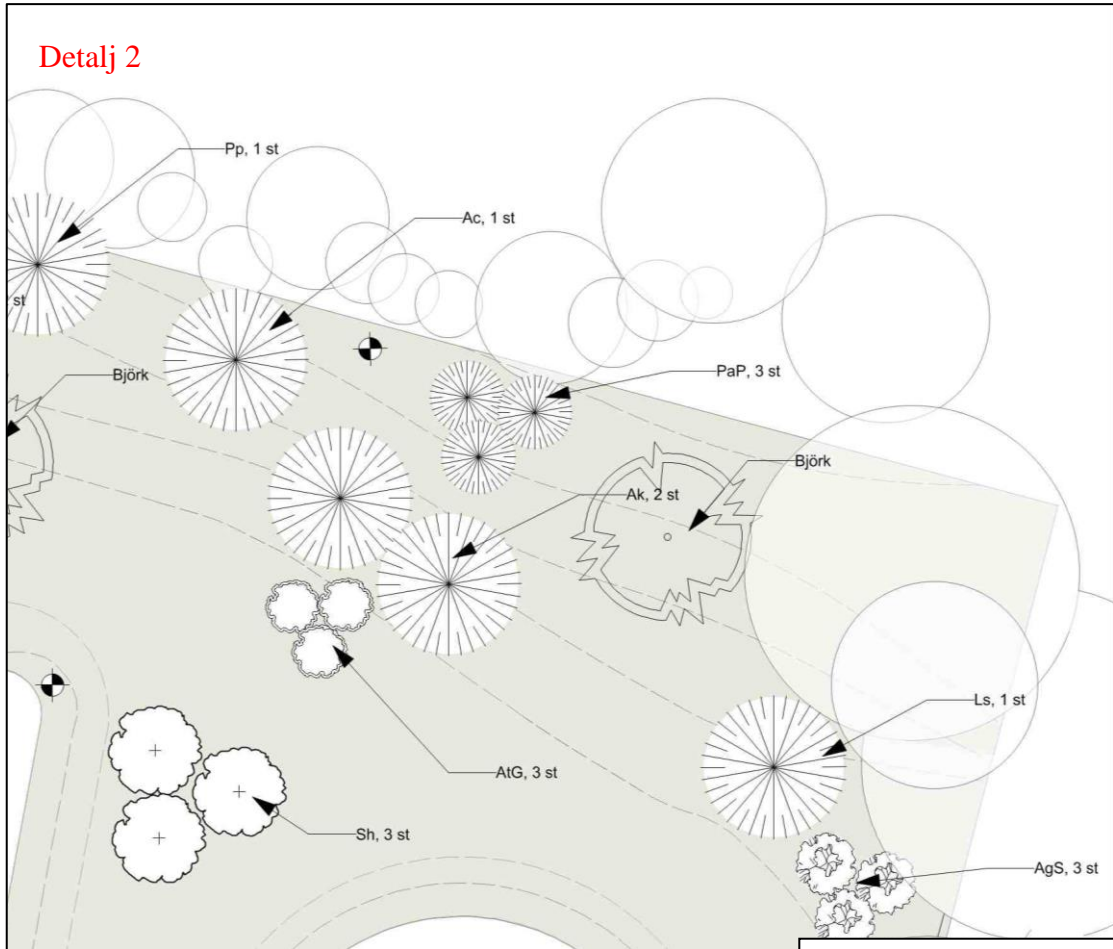 Detalj 2
Pp, 1 st
Ac, 1 st
st
Björk
PaP, 3 st
Björk
Ak, 2 st
Ls, 1 st
AtG, 3 st
Sh, 3 st
AgS, 3 st